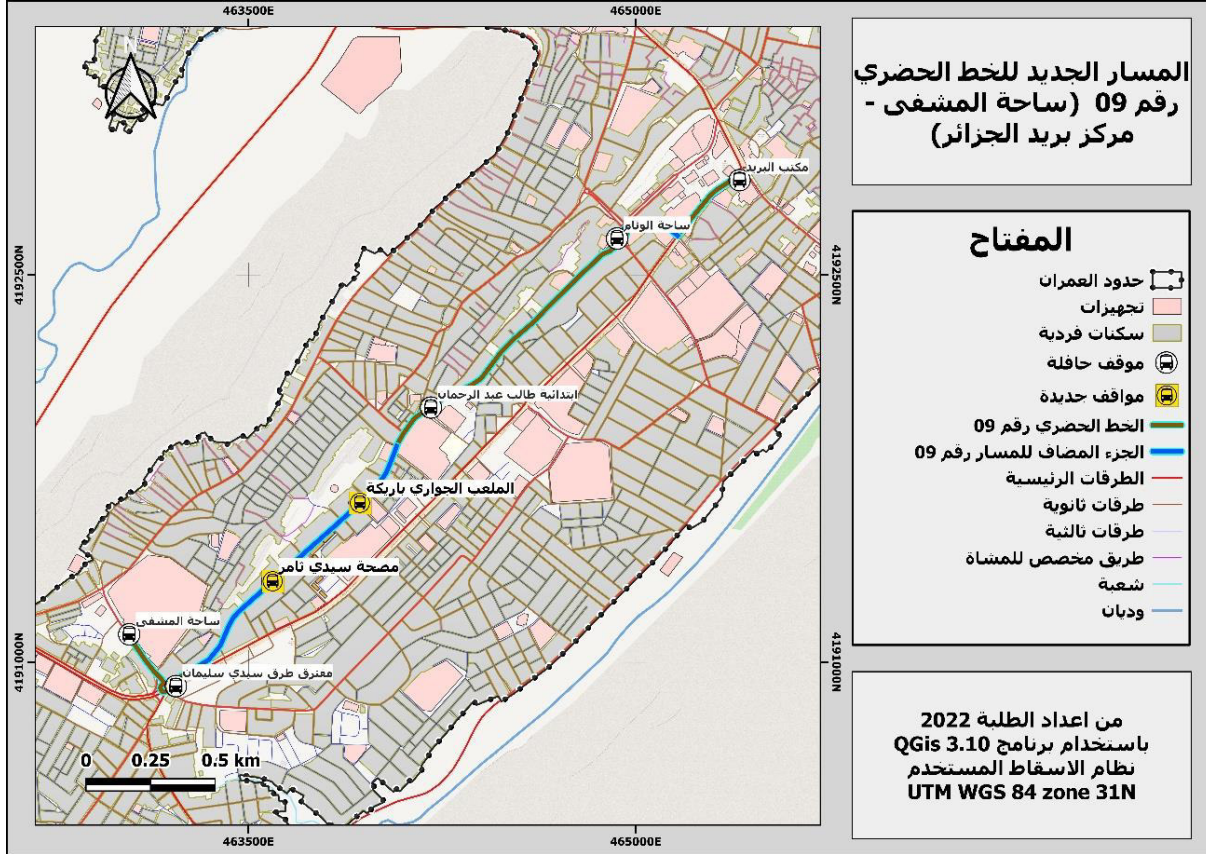 463500E
465000E
N
4192500N
4192500N
4191000N
4191000N
مكتب البريد
ساحة الوئام
ابتدائية طالب عبد الرحمان
الملعب الجواري باريكة
مصحة سيدي ثامر
ساحة المشفى
مفترق طرق سيدي سليمان
0 0.25 0.5 km
463500E
465000E
المسار الجديد للخط الحضري
رقم 09 (ساحة المشفى -
مركز بريد الجزائر)
المفتاح
حدود العمران
تجهيزات
سكنات فردية
موقف حافلة
مواقف جديدة
الخط الحضري رقم 09
الجزء المضاف للمسار رقم 09
الطرقات الرئيسية
طرقات ثانوية
طرقات ثالثية
طريق مخصص للمشاة
شعبة
وديان
من اعداد الطلبة 2022
باستخدام برنامج QGis 3.10
نظام الاسقاط المستخدم
UTM WGS 84 zone 31N